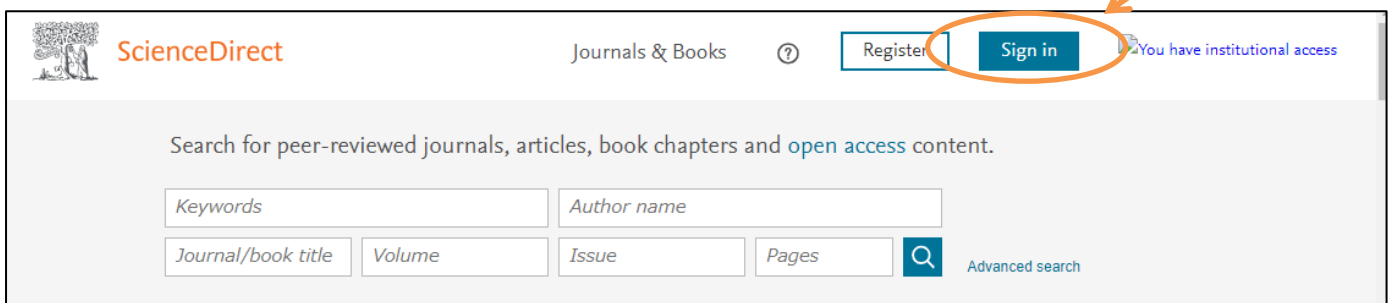 ScienceDirect Journals & Books ? Register Sign in You have institutional access
Search for peer-reviewed journals, articles, book chapters and open access content.
Keywords Author name
Journal/book title Volume Issue Pages Advanced search